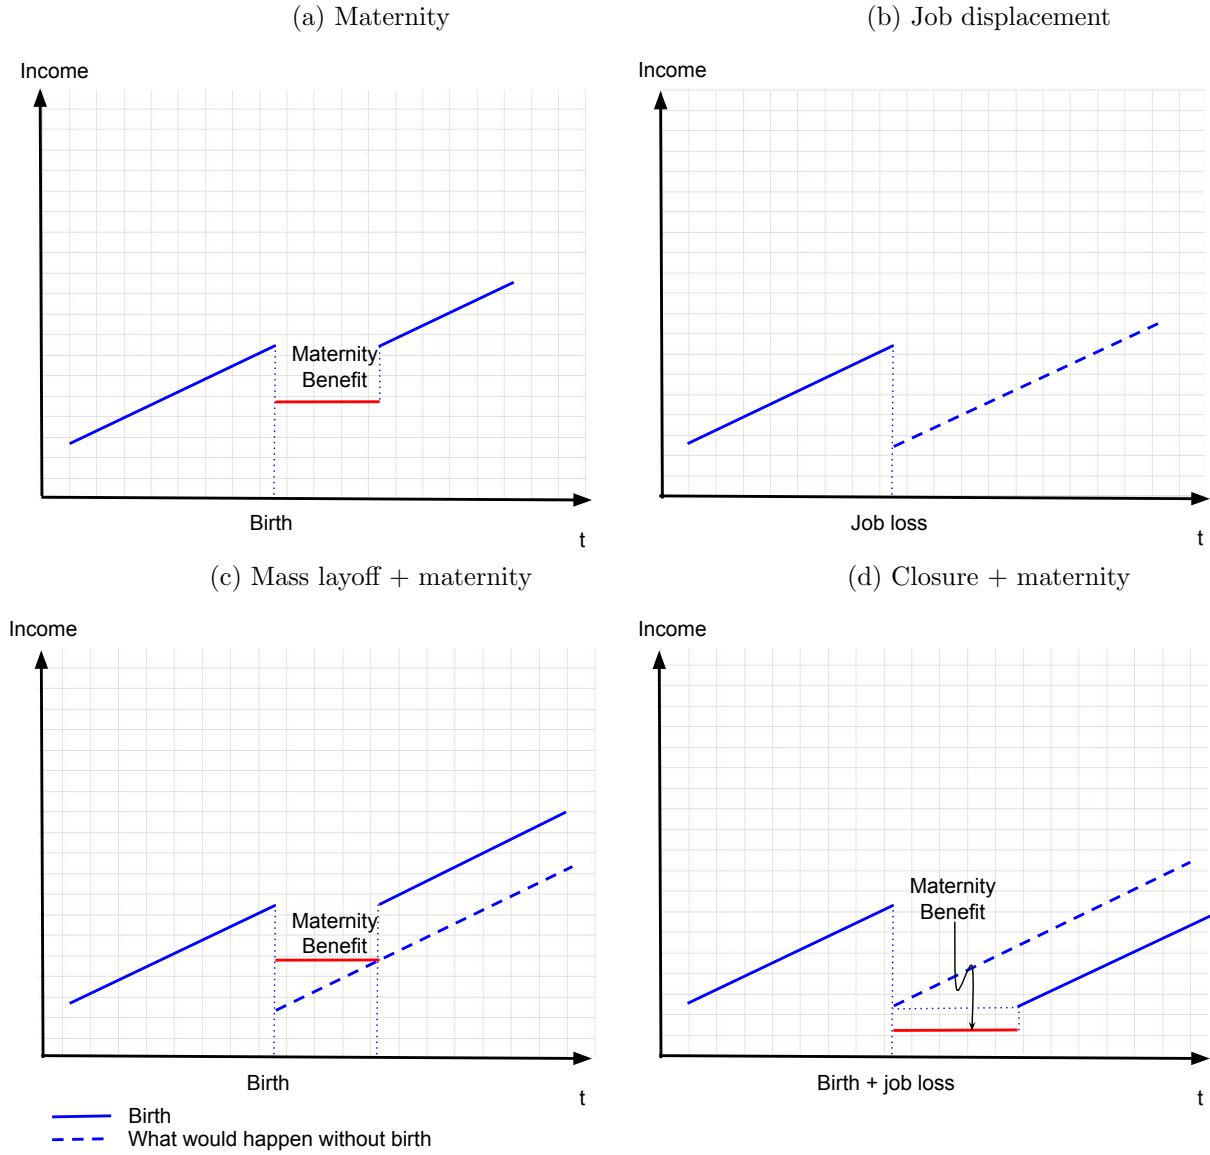 (a) Maternity
(b) Job displacement
Income
Income
Maternity
Benefit
Birth
t
Job loss
t
(c) Mass layoff + maternity
(d) Closure + maternity
Income
Income
Maternity
Benefit
Maternity
Benefit
Birth
t
Birth + job loss
t
Birth
What would happen without birth